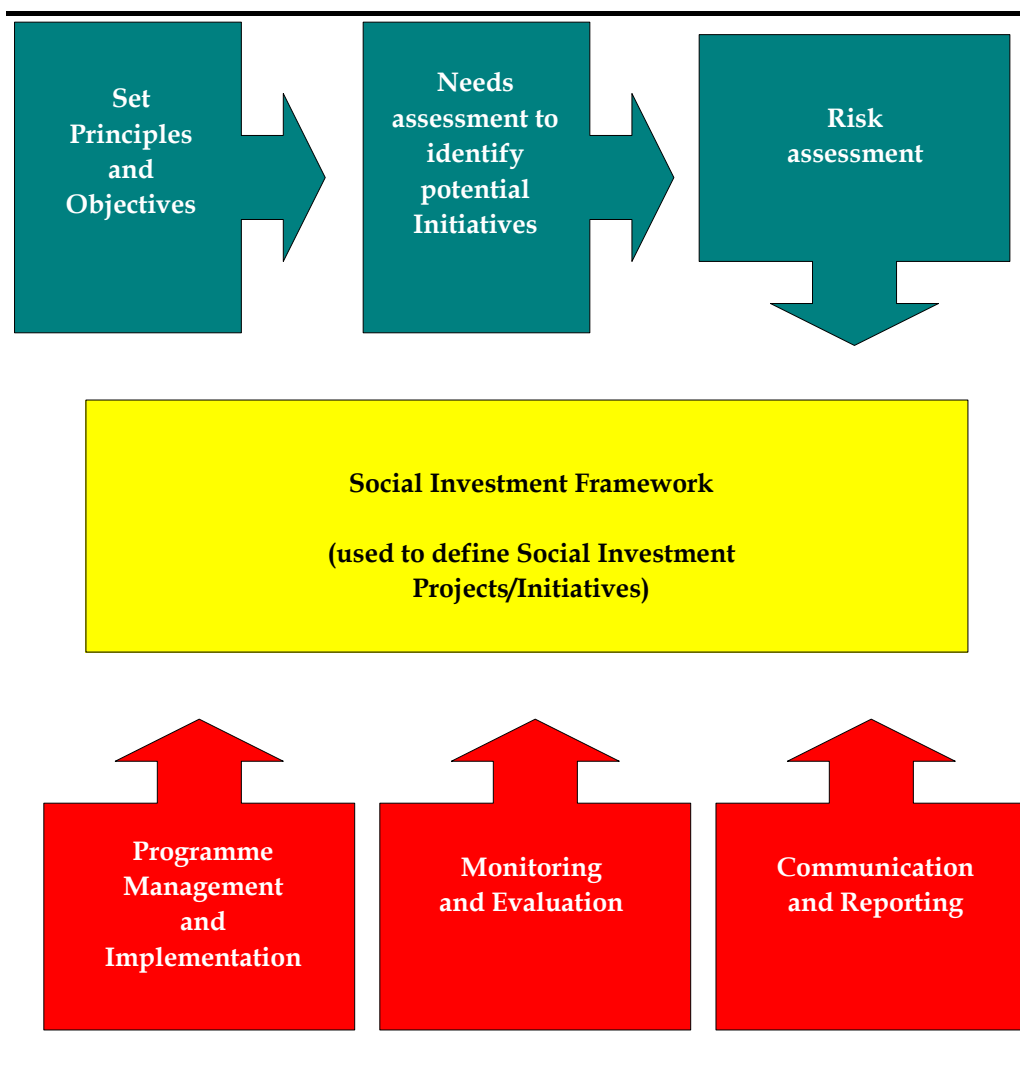 Set
Principles
and
Objectives
Needs
assessment to
identify
potential
Initiatives
Risk
assessment
Social Investment Framework
(used to define Social Investment
Projects/Initiatives)
Programme
Management
and
Implementation
Monitoring
and Evaluation
Communication
and Reporting